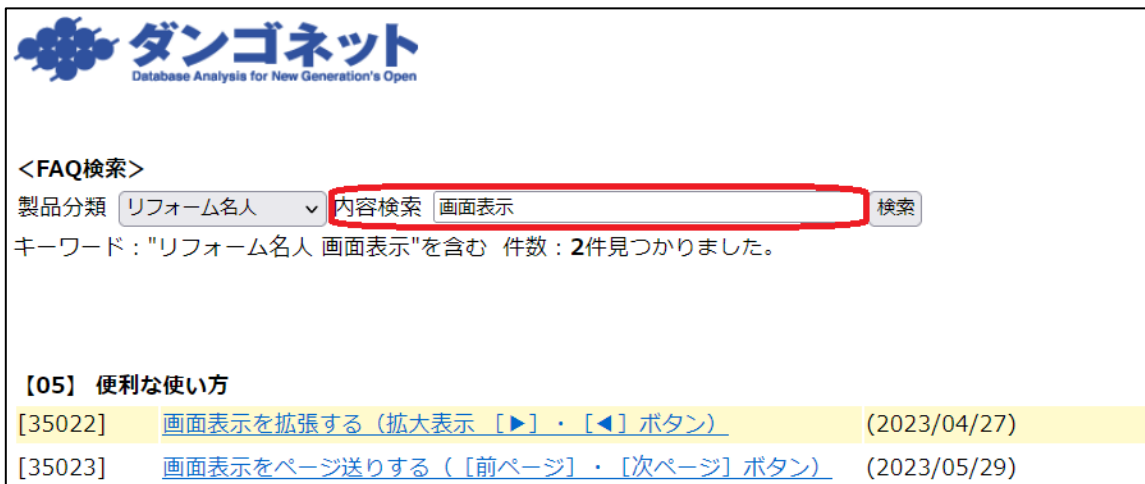 ダンゴネット
Database Analysis for New Generation's Open
＜FAQ検索＞
製品分類 リフォーム名人 内容検索 画面表示 検索
キーワード："リフォーム名人 画面表示"を含む 件数：2件見つかりました。
【05】 便利な使い方
[35022] 画面表示を拡張する（拡大表示 ［▶］・［◀］ボタン） (2023/04/27)
[35023] 画面表示をページ送りする（［前ページ］・［次ページ］ボタン） (2023/05/29)